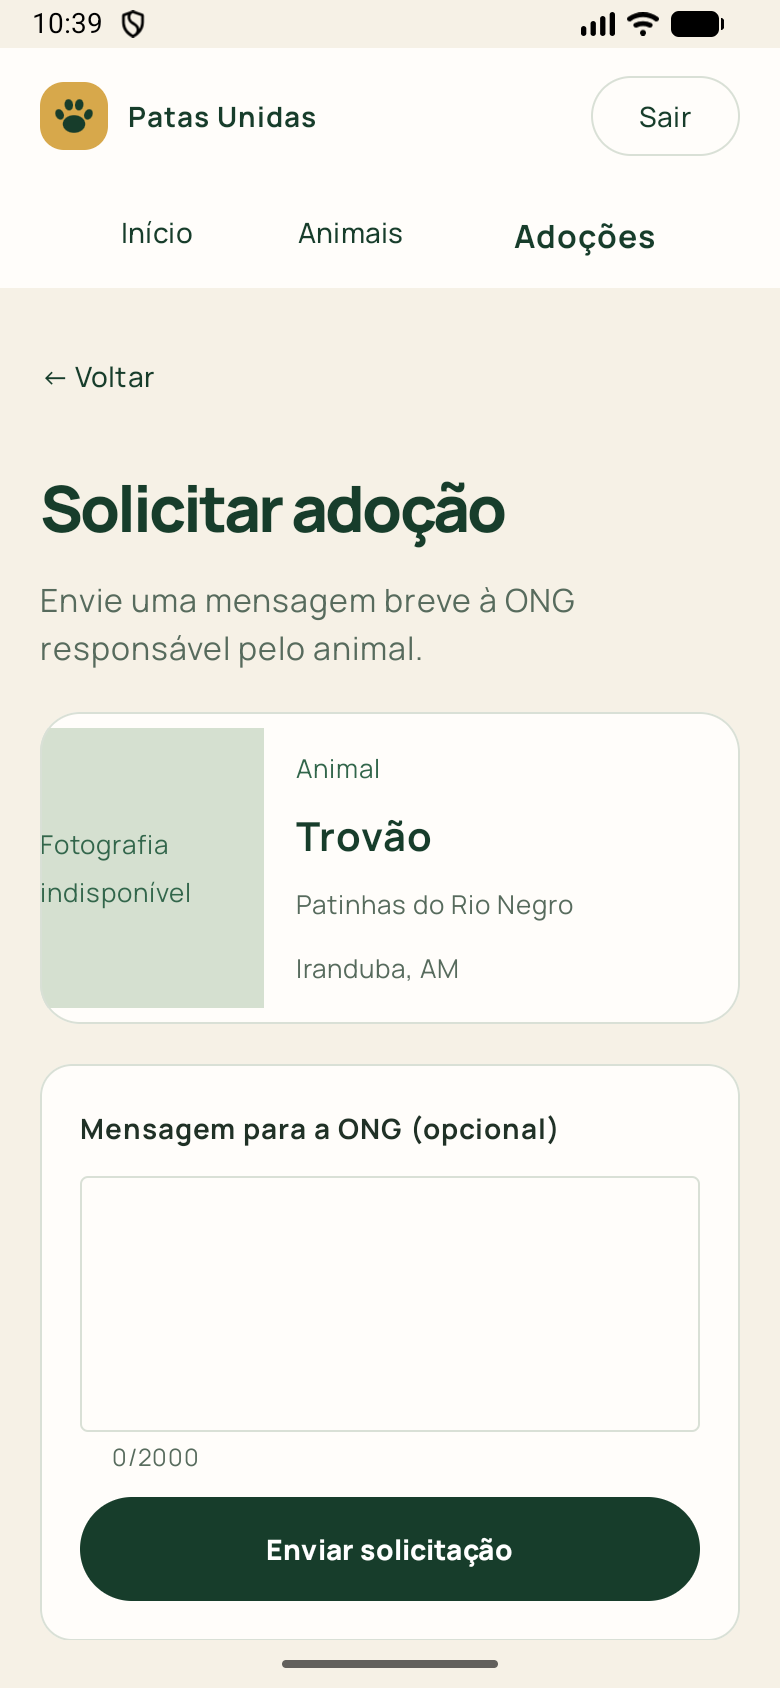 10:39
Patas Unidas
Sair
Início
Animais
Adoções
← Voltar
Solicitar adoção
Envie uma mensagem breve à ONG
responsável pelo animal.
Fotografia
indisponível
Animal
Trovão
Patinhas do Rio Negro
Iranduba, AM
Mensagem para a ONG (opcional)
0/2000
Enviar solicitação